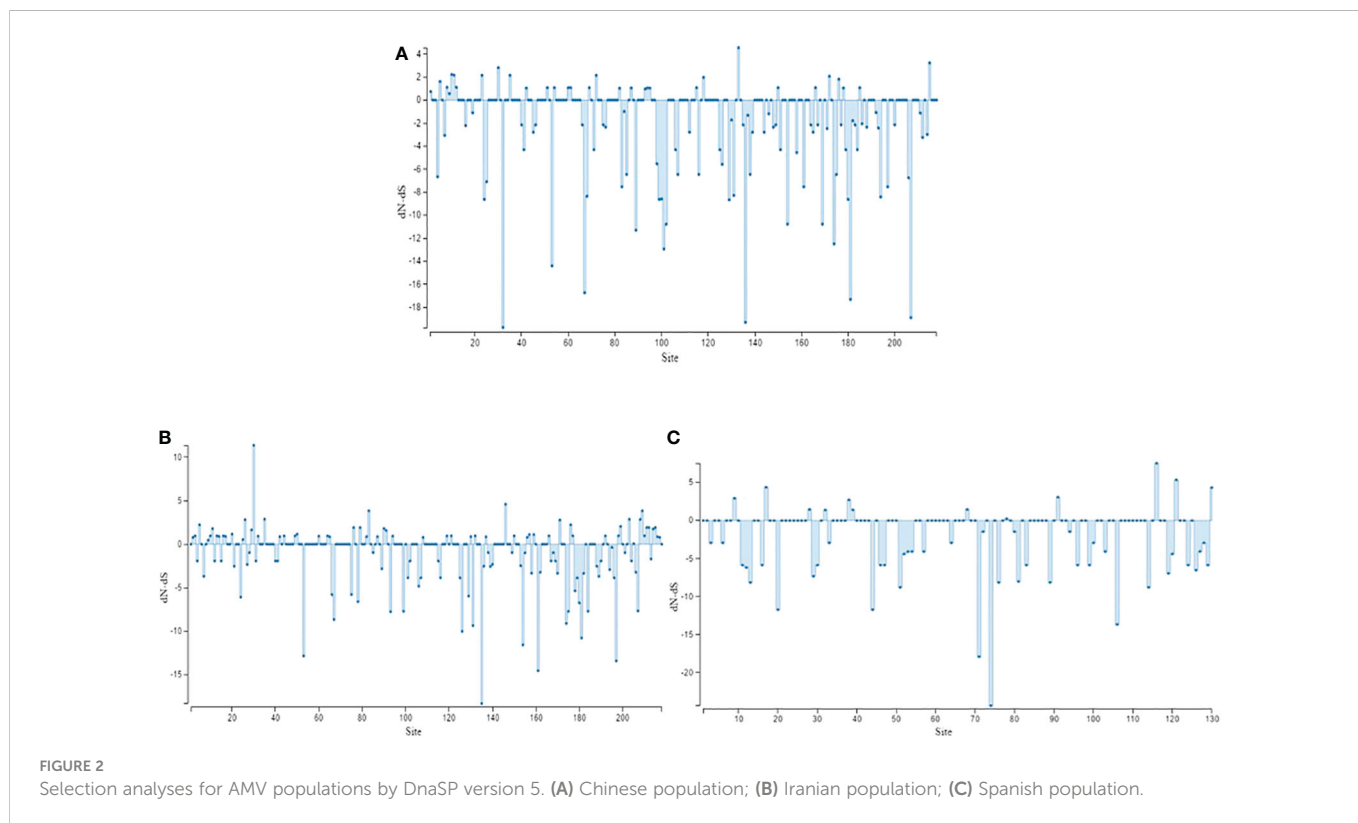 A
4
2
0
-2
-4
-6
-8
-10
-12
-14
-16
-18
dN-dS
20 40 60 80 100 120 140 160 180 200
Site
B
10
5
0
-5
-10
-15
dN-dS
20 40 60 80 100 120 140 160 180 200
Site
C
5
0
-5
-10
-15
-20
dN-dS
10 20 30 40 50 60 70 80 90 100 110 120 130
Site
FIGURE 2
Selection analyses for AMV populations by DnaSP version 5. (A) Chinese population; (B) Iranian population; (C) Spanish population.